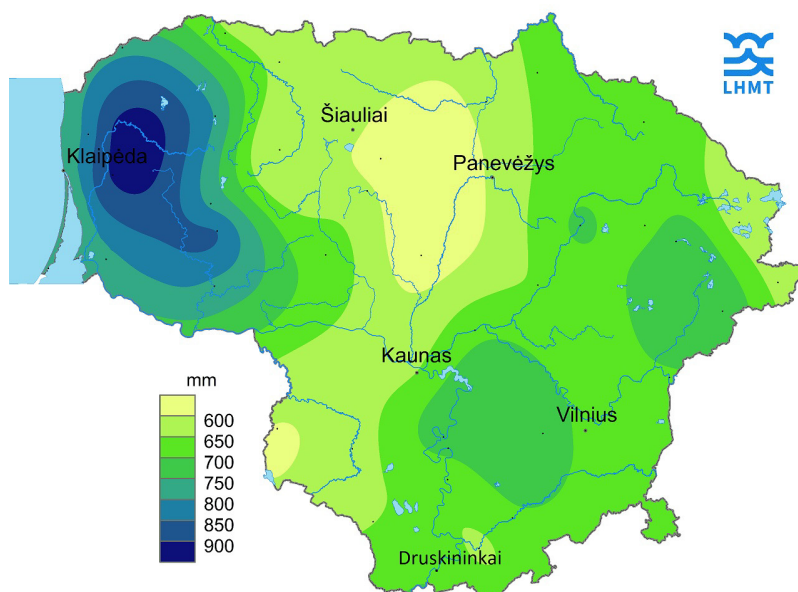 LHMT
Šiauliai
Klaipėda
Panevėžys
Kaunas
mm
600
Vilnius
650
700
750
800
850
900
Druskininkai